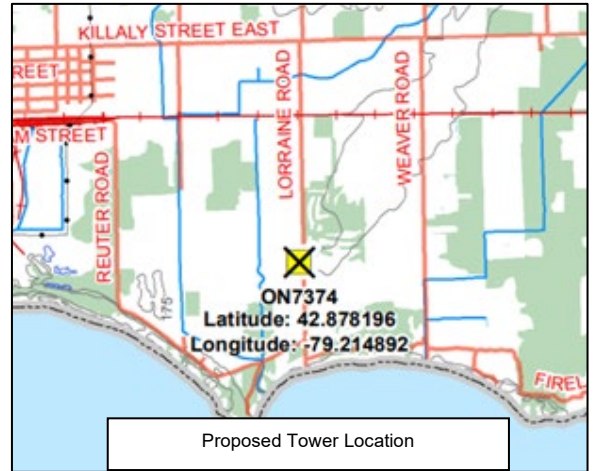 KILLALY STREET EAST
REET
M STREET
REUTER ROAD
LORRAINE ROAD
WEAVER ROAD
175
ON7374
Latitude: 42.878196
Longitude: -79.214892
FIREL
Proposed Tower Location